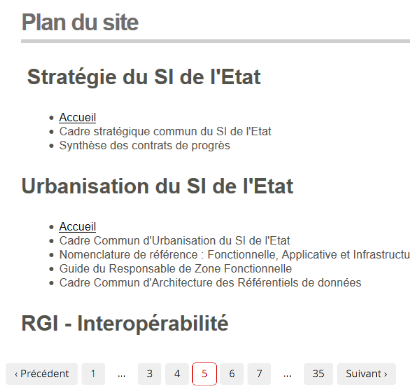 Plan du site
Stratégie du SI de l'Etat
• Accueil
• Cadre stratégique commun du SI de l'Etat
• Synthèse des contrats de progrès
Urbanisation du SI de l'Etat
• Accueil
• Cadre Commun d'Urbanisation du SI de l'Etat
• Nomenclature de référence : Fonctionnelle, Applicative et Infrastructu
• Guide du Responsable de Zone Fonctionnelle
• Cadre Commun d'Architecture des Référentiels de données
RGI - Interopérabilité
‹ Précédent 1 ... 3 4 5 6 7 ... 35 Suivant ›